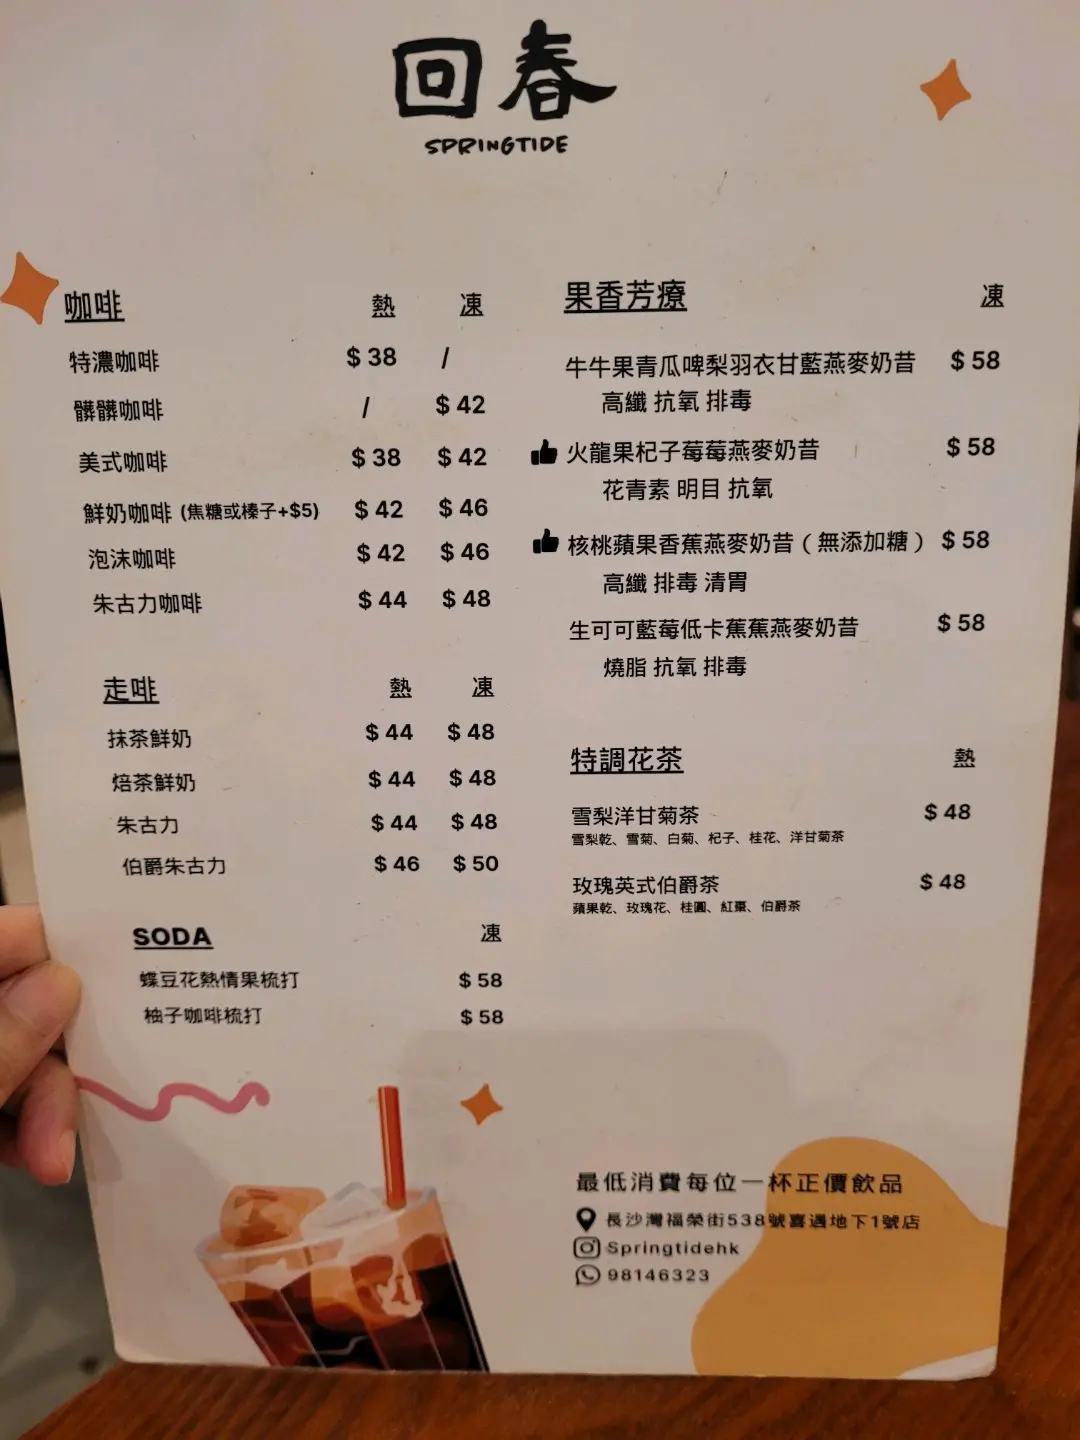 回春
SPRINGTIDE
咖啡 熱 凍
特濃咖啡 $ 38 /
髒髒咖啡 / $ 42
美式咖啡 $ 38 $ 42
鮮奶咖啡 (焦糖或榛子+$5) $ 42 $ 46
泡沫咖啡 $ 42 $ 46
朱古力咖啡 $ 44 $ 48
走啡 熱 凍
抹茶鮮奶 $ 44 $ 48
焙茶鮮奶 $ 44 $ 48
朱古力 $ 44 $ 48
伯爵朱古力 $ 46 $ 50
SODA 凍
蝶豆花熱情果梳打 $ 58
柚子咖啡梳打 $ 58
果香芳療 凍
牛牛果青瓜啤梨羽衣甘藍燕麥奶昔 $ 58
高纖 抗氧 排毒
火龍果杞子莓莓燕麥奶昔 $ 58
花青素 明目 抗氧
核桃蘋果香蕉燕麥奶昔（無添加糖） $ 58
高纖 排毒 清胃
生可可藍莓低卡蕉蕉燕麥奶昔 $ 58
燒脂 抗氧 排毒
特調花茶 熱
雪梨洋甘菊茶 $ 48
雪梨乾、雪菊、白菊、杞子、桂花、洋甘菊茶
玫瑰英式伯爵茶 $ 48
蘋果乾、玫瑰花、桂圓、紅棗、伯爵茶
最低消費每位一杯正價飲品
長沙灣福榮街538號喜遇地下1號店
Springtidehk
98146323